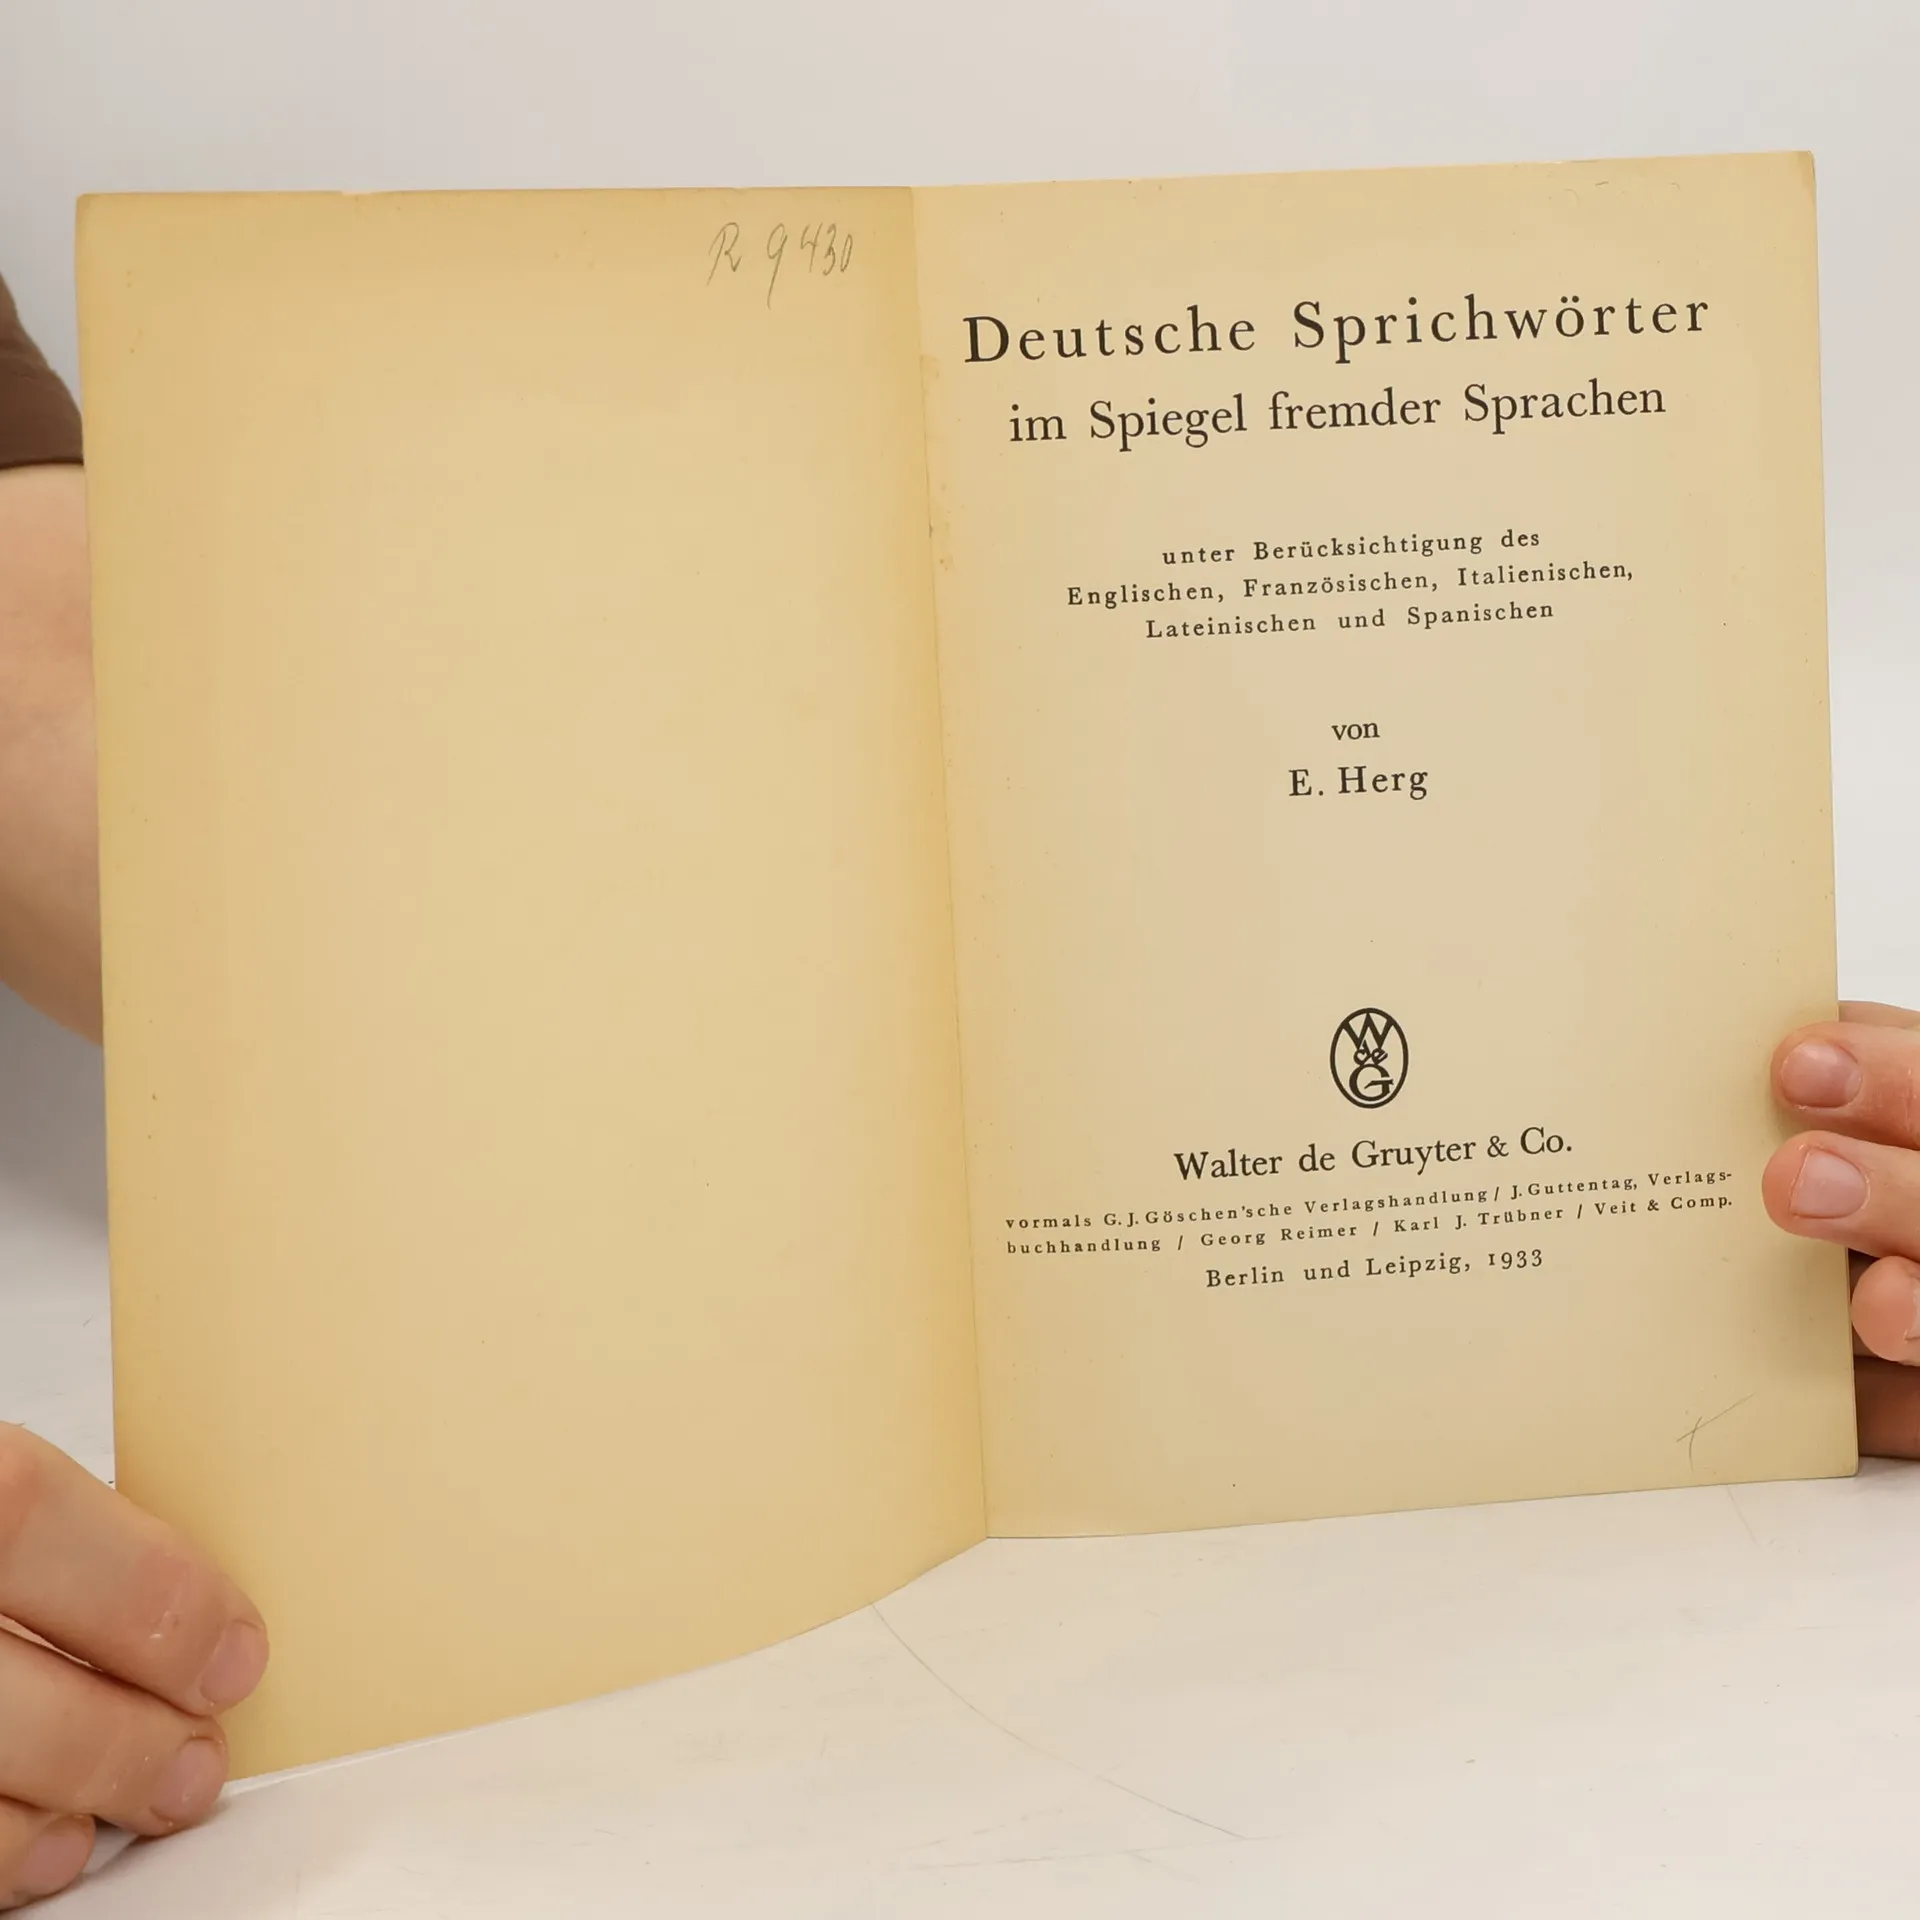 R 9430
Deutsche Sprichwörter
im Spiegel fremder Sprachen
unter Berücksichtigung des
Englischen, Französischen, Italienischen,
Lateinischen und Spanischen
von
E. Herg
W
de
G
Walter de Gruyter & Co.
vormals G. J. Göschen'sche Verlagshandlung / J. Guttentag, Verlags-
buchhandlung / Georg Reimer / Karl J. Trübner / Veit & Comp.
Berlin und Leipzig, 1933